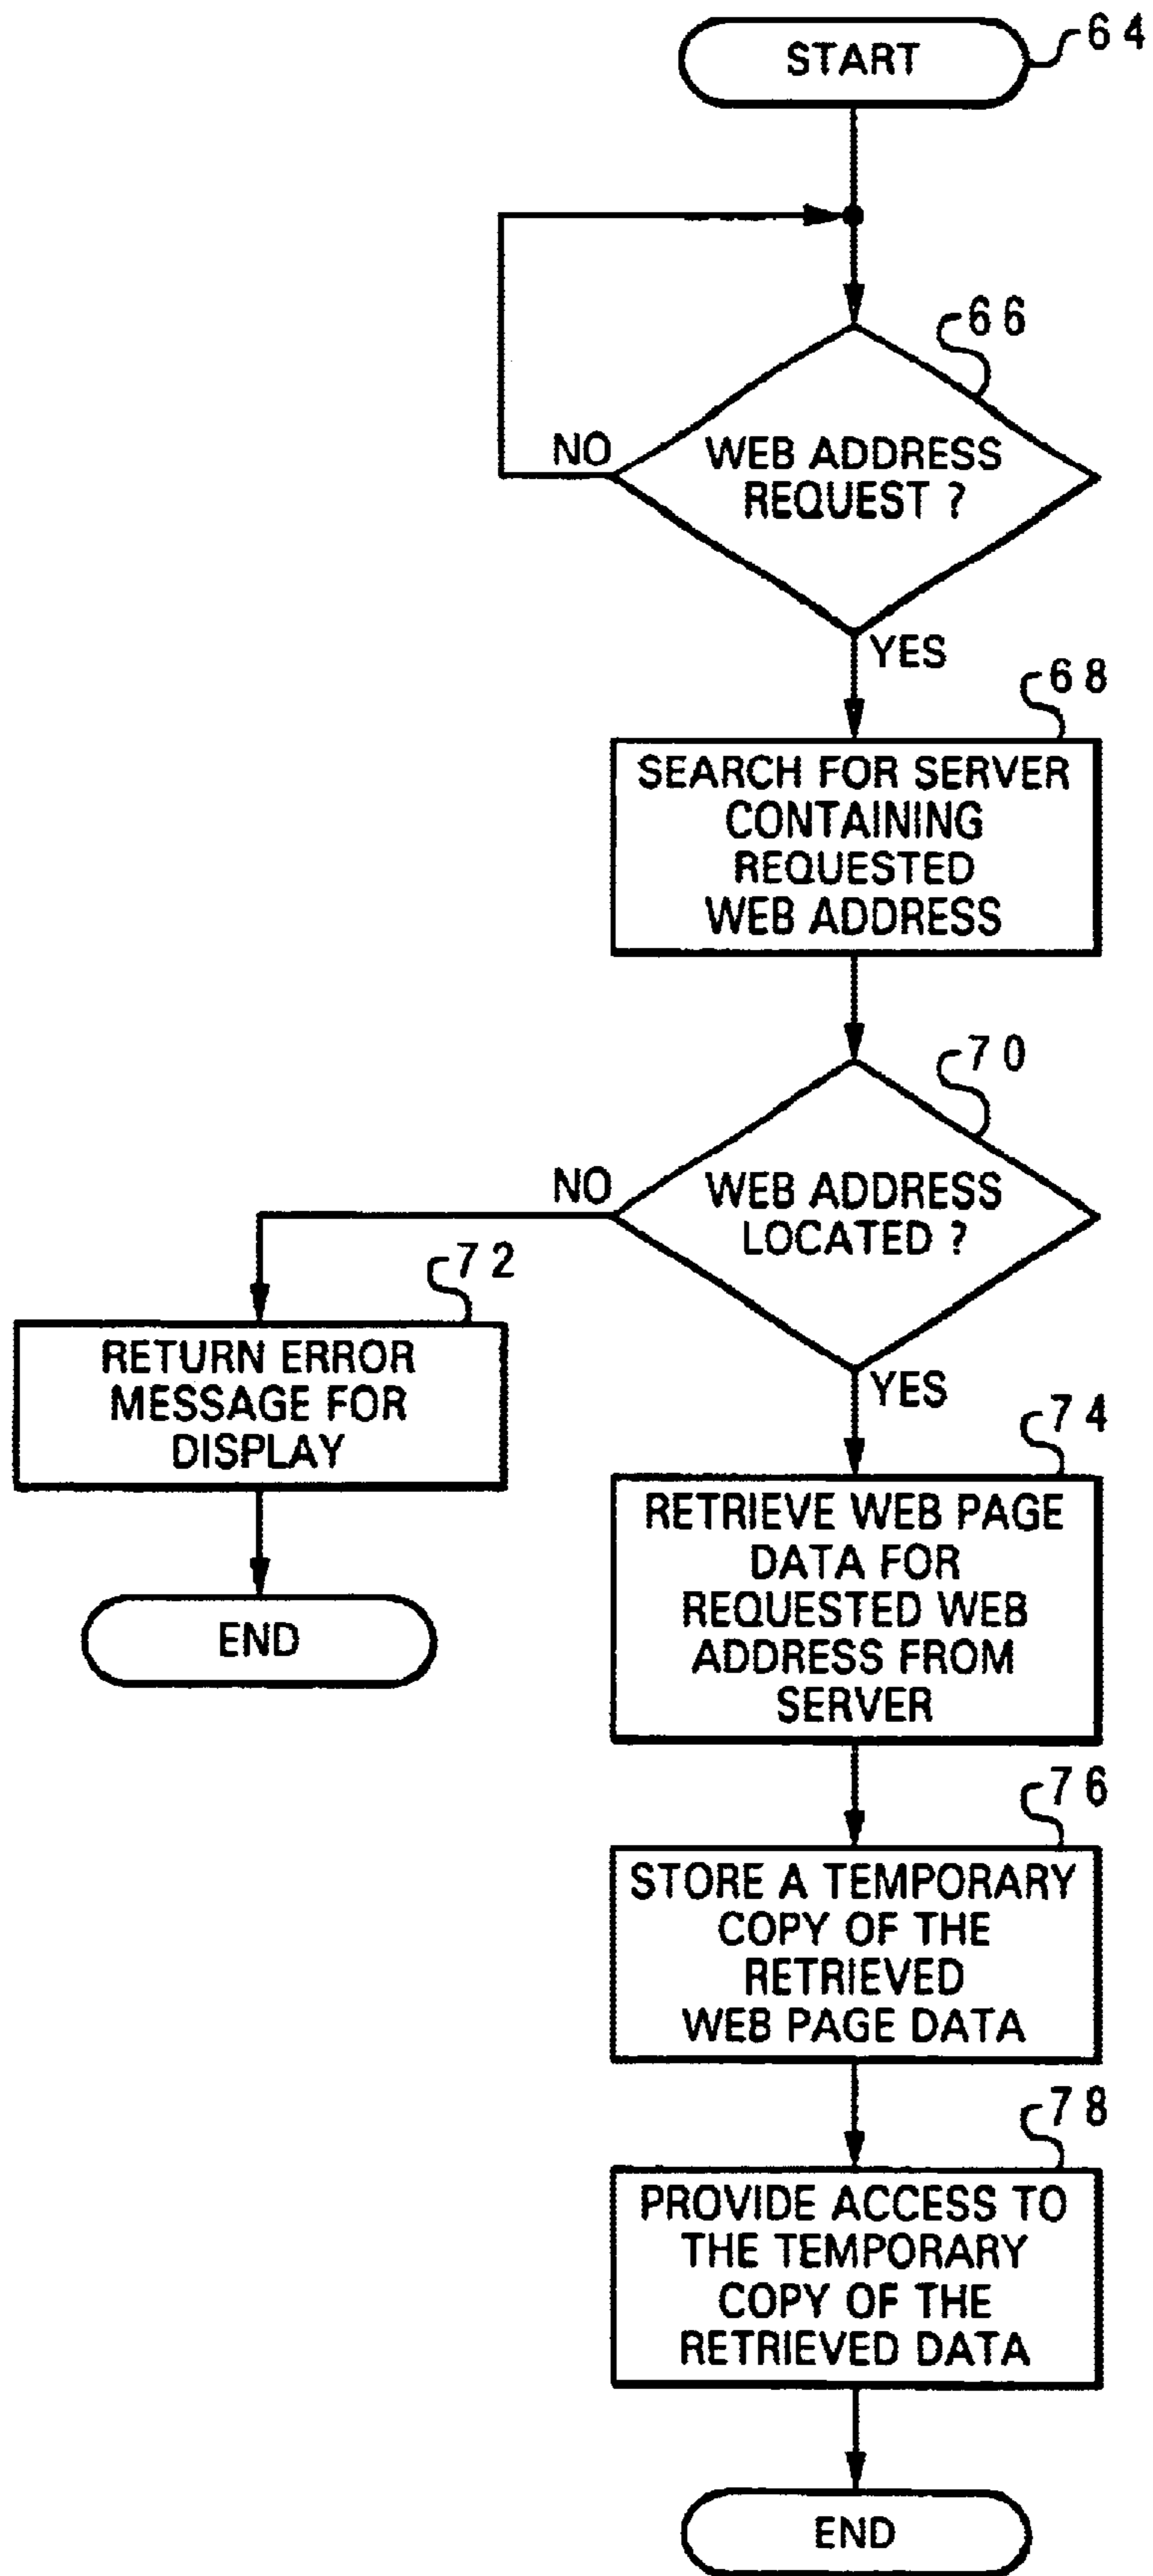 START
64
66
NO
WEB ADDRESS
REQUEST ?
YES
68
SEARCH FOR SERVER
CONTAINING
REQUESTED
WEB ADDRESS
70
NO
WEB ADDRESS
LOCATED ?
72
RETURN ERROR
MESSAGE FOR
DISPLAY
END
YES
74
RETRIEVE WEB PAGE
DATA FOR
REQUESTED WEB
ADDRESS FROM
SERVER
76
STORE A TEMPORARY
COPY OF THE
RETRIEVED
WEB PAGE DATA
78
PROVIDE ACCESS TO
THE TEMPORARY
COPY OF THE
RETRIEVED DATA
END